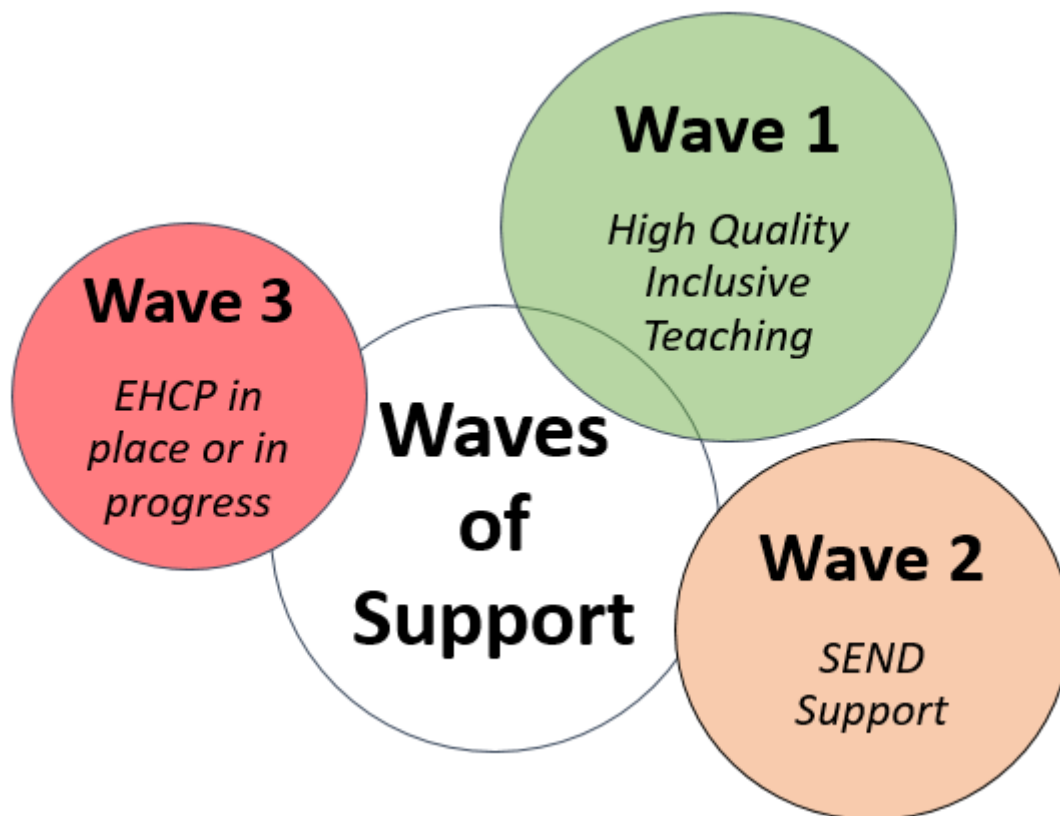 Wave 1
High Quality
Inclusive
Teaching
Wave 3
EHCP in
place or in
progress
Waves
of
Support
Wave 2
SEND
Support